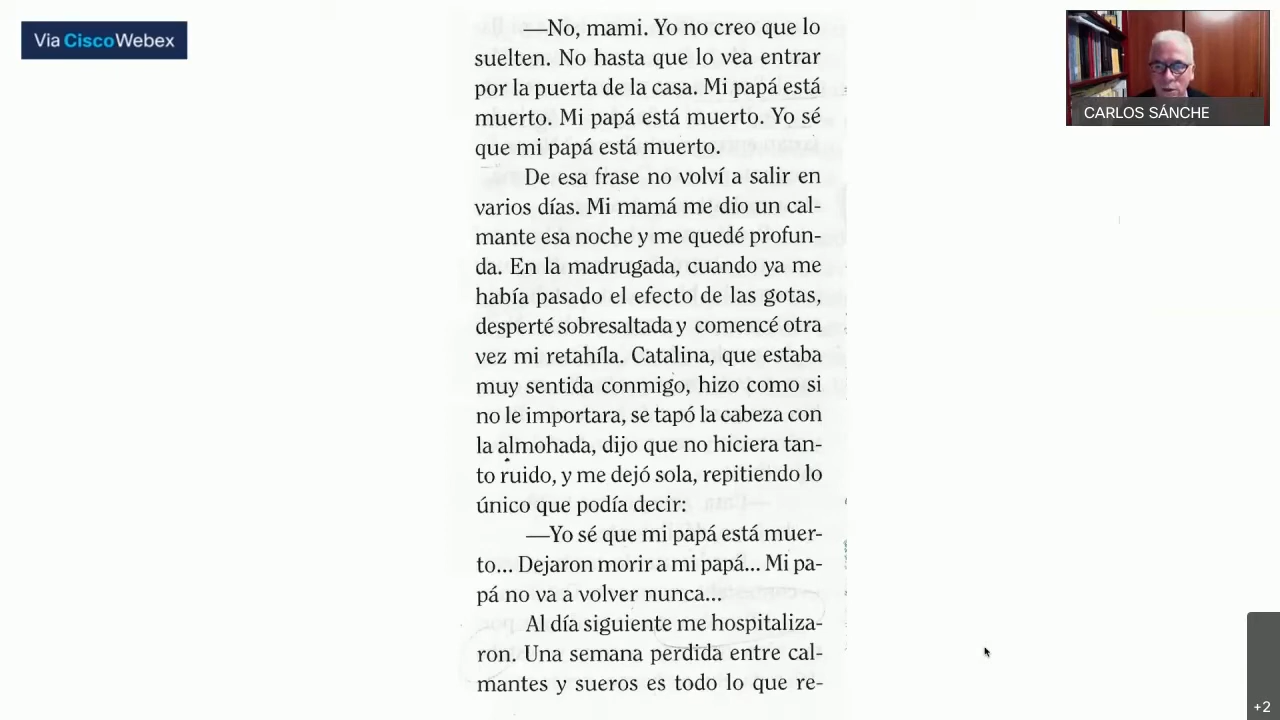 Vía Cisco Webex
CARLOS SÁNCHE
—No, mami. Yo no creo que lo
suelten. No hasta que lo vea entrar
por la puerta de la casa. Mi papá está
muerto. Mi papá está muerto. Yo sé
que mi papá está muerto.
De esa frase no volví a salir en
varios días. Mi mamá me dio un cal-
mante esa noche y me quedé profun-
da. En la madrugada, cuando ya me
había pasado el efecto de las gotas,
desperté sobresaltada y comencé otra
vez mi retahíla. Catalina, que estaba
muy sentida conmigo, hizo como si
no le importara, se tapó la cabeza con
la almohada, dijo que no hiciera tan-
to ruido, y me dejó sola, repitiendo lo
único que podía decir:
—Yo sé que mi papá está muer-
to... Dejaron morir a mi papá... Mi pa-
pá no va a volver nunca...
Al día siguiente me hospitaliza-
ron. Una semana perdida entre cal-
mantes y sueros es todo lo que re-
+2